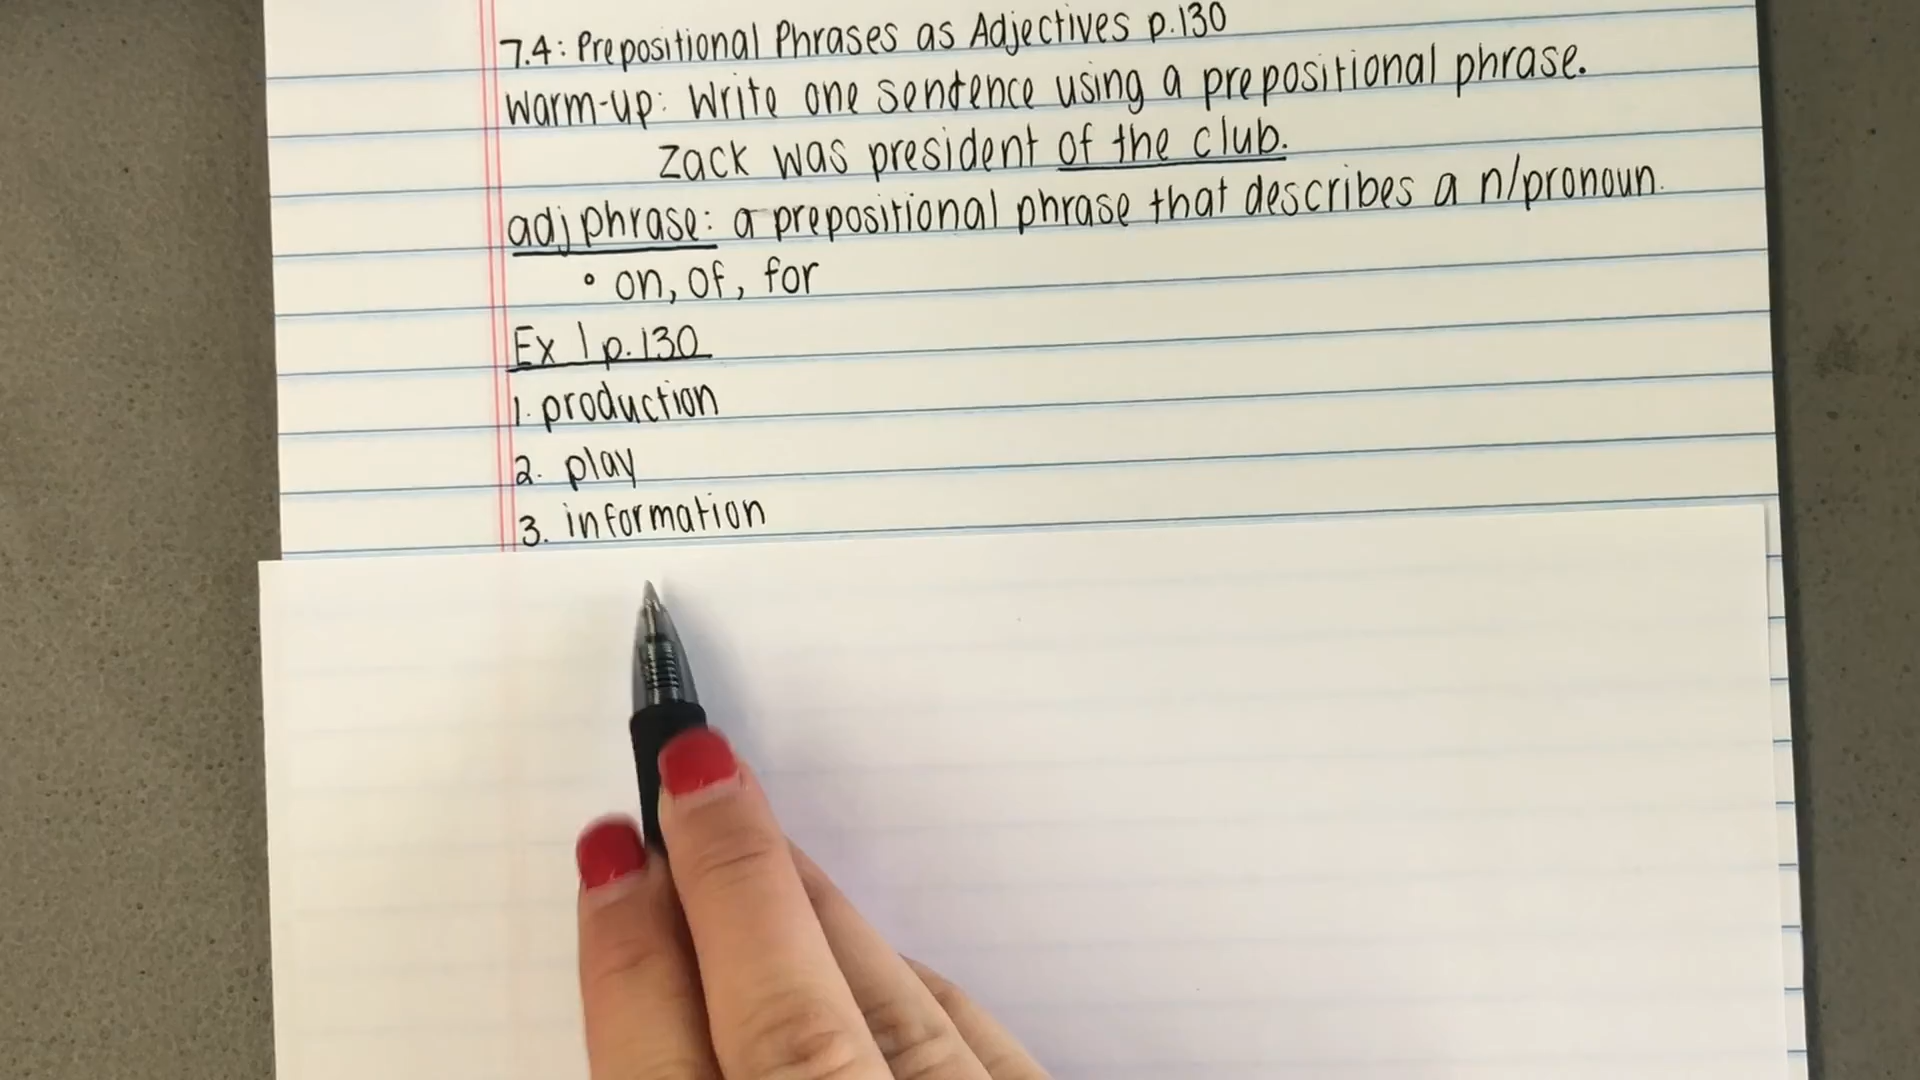 7.4: Prepositional Phrases as Adjectives p.130
Warm-up: Write one sentence using a prepositional phrase.
Zack was president of the club.
adj phrase: a prepositional phrase that describes a n/pronoun.
• on, of, for
Ex 1 p.130
1. production
2. play
3. information